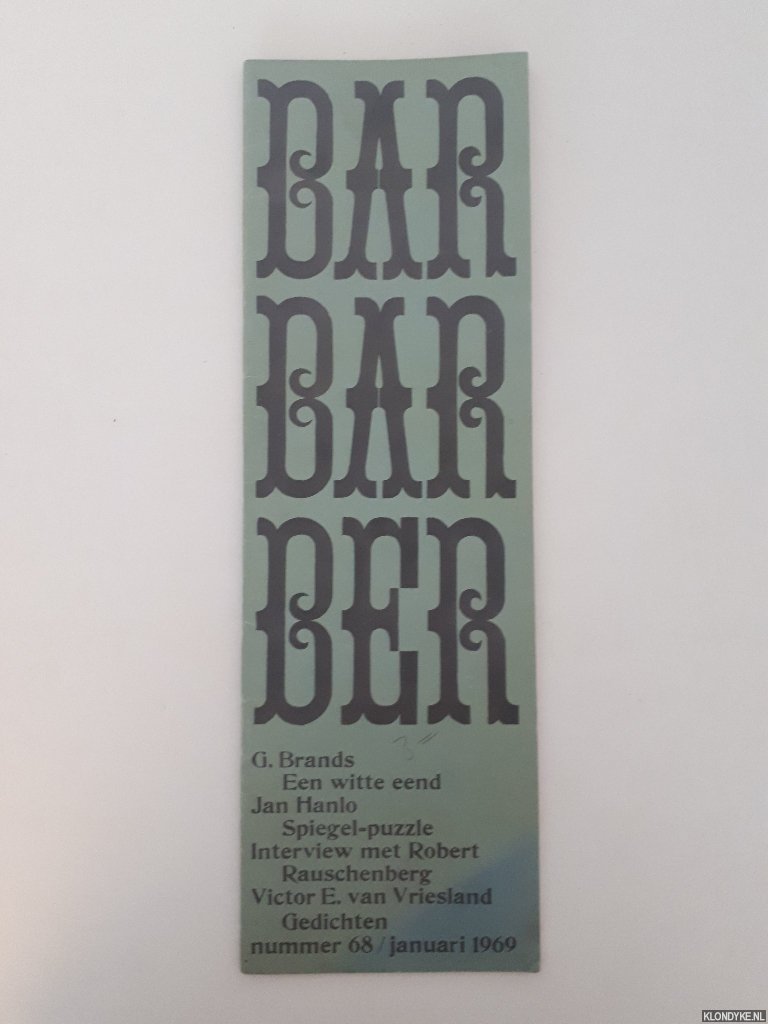 BAR
BAR
BER
3"
G. Brands
Een witte eend
Jan Hanlo
Spiegel-puzzle
Interview met Robert
Rauschenberg
Victor E. van Vriesland
Gedichten
nummer 68/januari 1969
KLONDYKE.NL